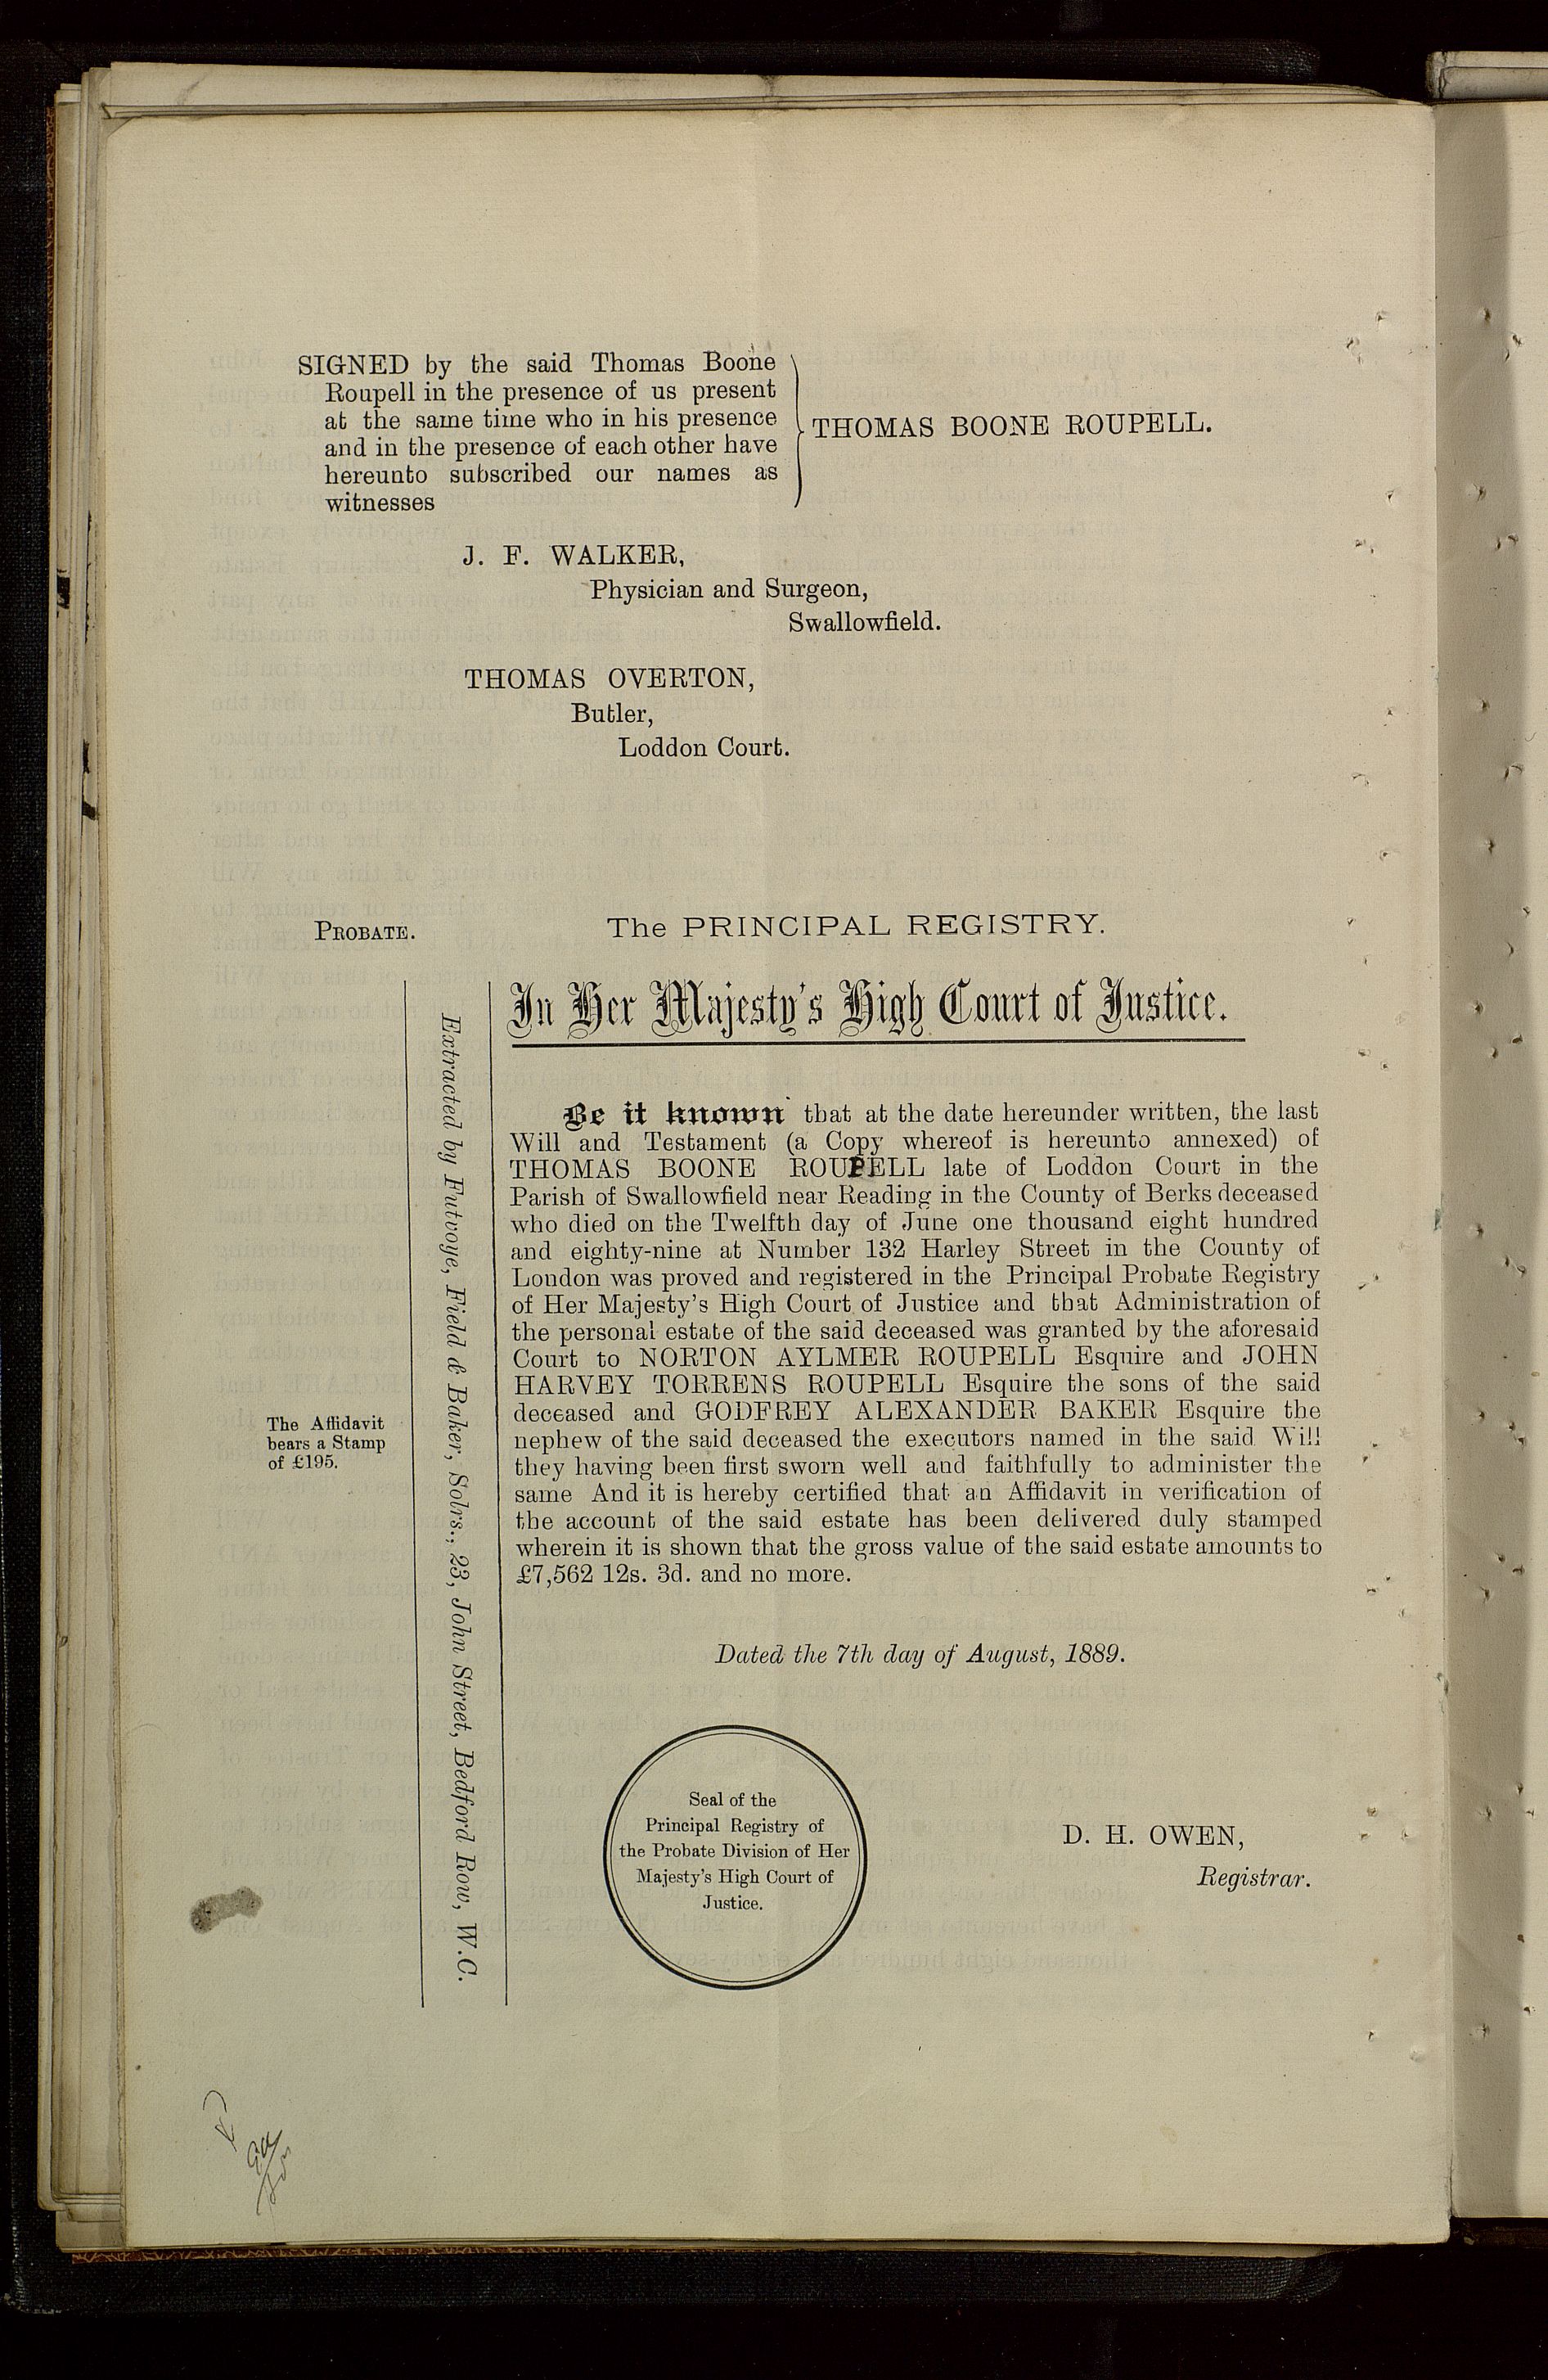 SIGNED by the said Thomas Boone
Roupell in the presence of us present
at the same time who in his presence
and in the presence of each other have
hereunto subscribed our names as
witnesses
THOMAS BOONE ROUPELL.
J. F. WALKER,
Physician and Surgeon,
Swallowfield.
THOMAS OVERTON,
Butler,
Loddon Court.
PROBATE.
The PRINCIPAL REGISTRY.
In Her Majesty's High Court of Justice.
Extracted by Futvoye, Field & Baker, Solrs., 23, John Street, Bedford Row, W.C.
The Affidavit
bears a Stamp
of £195.
Be it known that at the date hereunder written, the last
Will and Testament (a Copy whereof is hereunto annexed) of
THOMAS BOONE ROUPELL late of Loddon Court in the
Parish of Swallowfield near Reading in the County of Berks deceased
who died on the Twelfth day of June one thousand eight hundred
and eighty-nine at Number 132 Harley Street in the County of
London was proved and registered in the Principal Probate Registry
of Her Majesty's High Court of Justice and that Administration of
the personal estate of the said deceased was granted by the aforesaid
Court to NORTON AYLMER ROUPELL Esquire and JOHN
HARVEY TORRENS ROUPELL Esquire the sons of the said
deceased and GODFREY ALEXANDER BAKER Esquire the
nephew of the said deceased the executors named in the said Will
they having been first sworn well and faithfully to administer the
same And it is hereby certified that an Affidavit in verification of
the account of the said estate has been delivered duly stamped
wherein it is shown that the gross value of the said estate amounts to
£7,562 12s. 3d. and no more.
Dated the 7th day of August, 1889.
Seal of the
Principal Registry of
the Probate Division of Her
Majesty's High Court of
Justice.
D. H. OWEN,
Registrar.